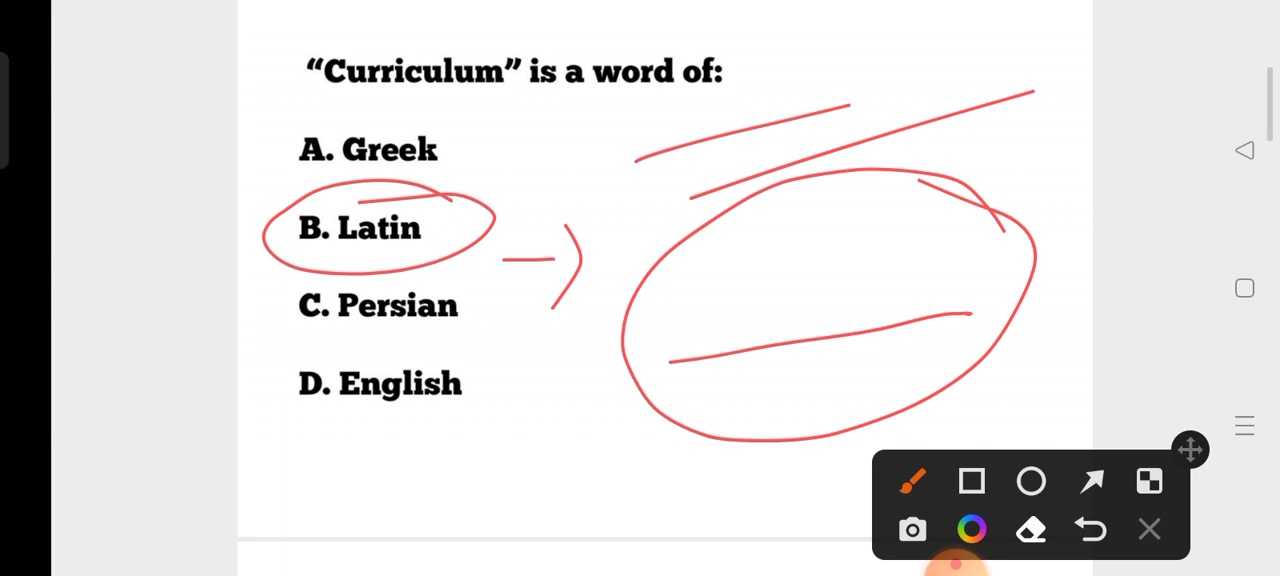 “Curriculum” is a word of:
A. Greek
B. Latin
C. Persian
D. English